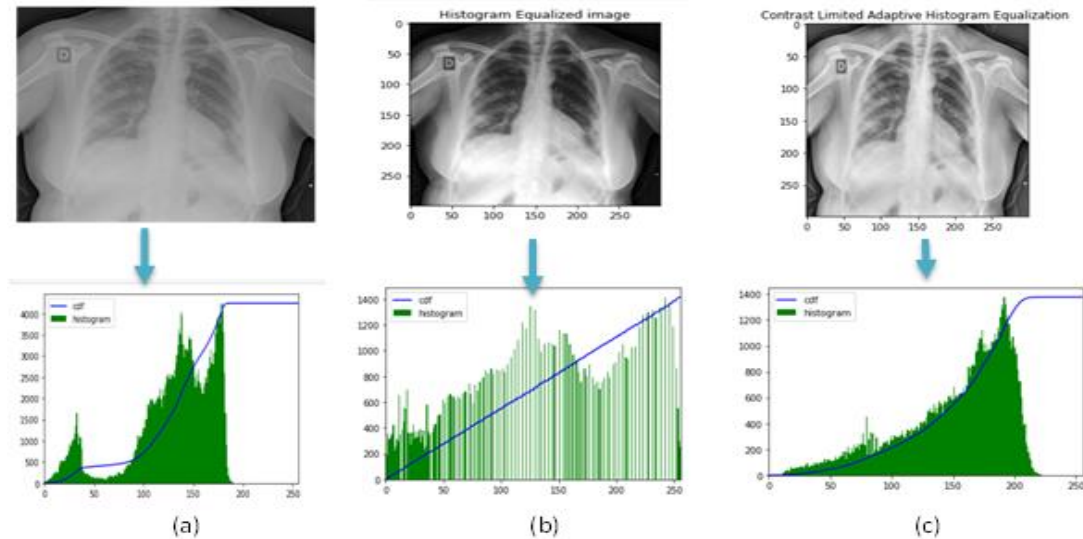 D
Histogram Equalized image
0
50
100
150
200
250
0 50 100 150 200 250
D
Contrast Limited Adaptive Histogram Equalization
0
50
100
150
200
250
0 50 100 150 200 250
D
cdf
histogram
4000
3500
3000
2500
2000
1500
1000
500
0
0 50 100 150 200 250
cdf
histogram
1400
1200
1000
800
600
400
200
0
0 50 100 150 200 250
cdf
histogram
1400
1200
1000
800
600
400
200
0
0 50 100 150 200 250
(a) (b) (c)